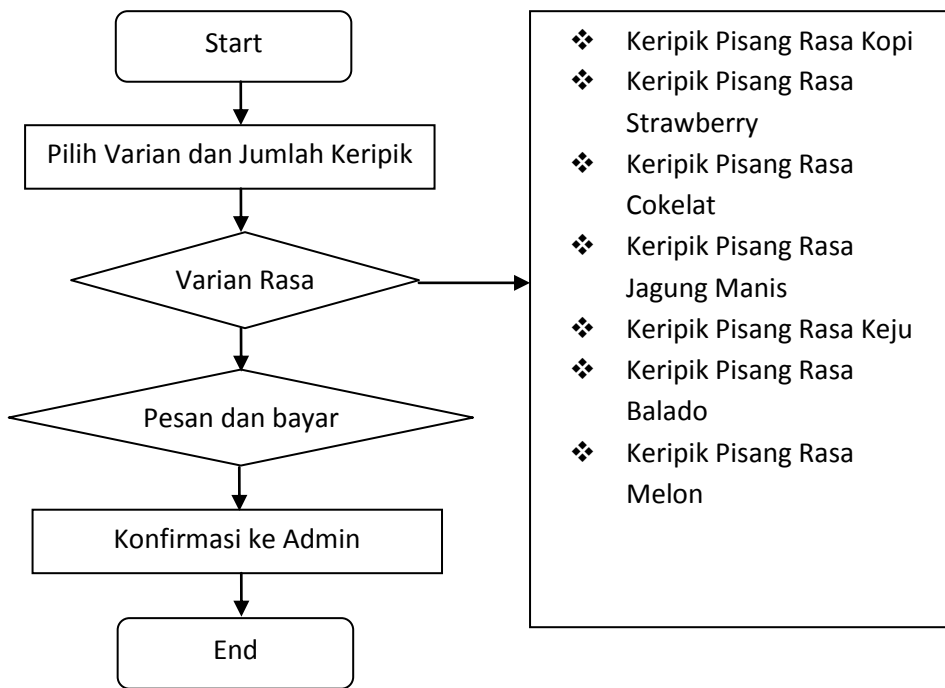 Start
Pilih Varian dan Jumlah Keripik
Varian Rasa
Pesan dan bayar
Konfirmasi ke Admin
End
❖ Keripik Pisang Rasa Kopi
❖ Keripik Pisang Rasa
Strawberry
❖ Keripik Pisang Rasa
Cokelat
❖ Keripik Pisang Rasa
Jagung Manis
❖ Keripik Pisang Rasa Keju
❖ Keripik Pisang Rasa
Balado
❖ Keripik Pisang Rasa
Melon